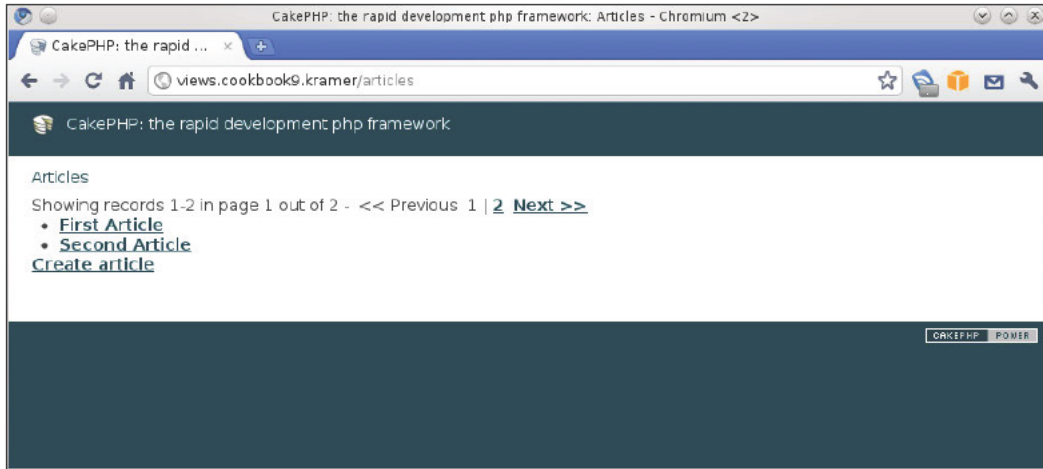 CakePHP: the rapid development php framework: Articles - Chromium <2>
CakePHP: the rapid ...
views.cookbook9.kramer/articles
CakePHP: the rapid development php framework
Articles
Showing records 1-2 in page 1 out of 2 - << Previous 1 | 2 Next >>
• First Article
• Second Article
Create article
CAKEPHP POWER